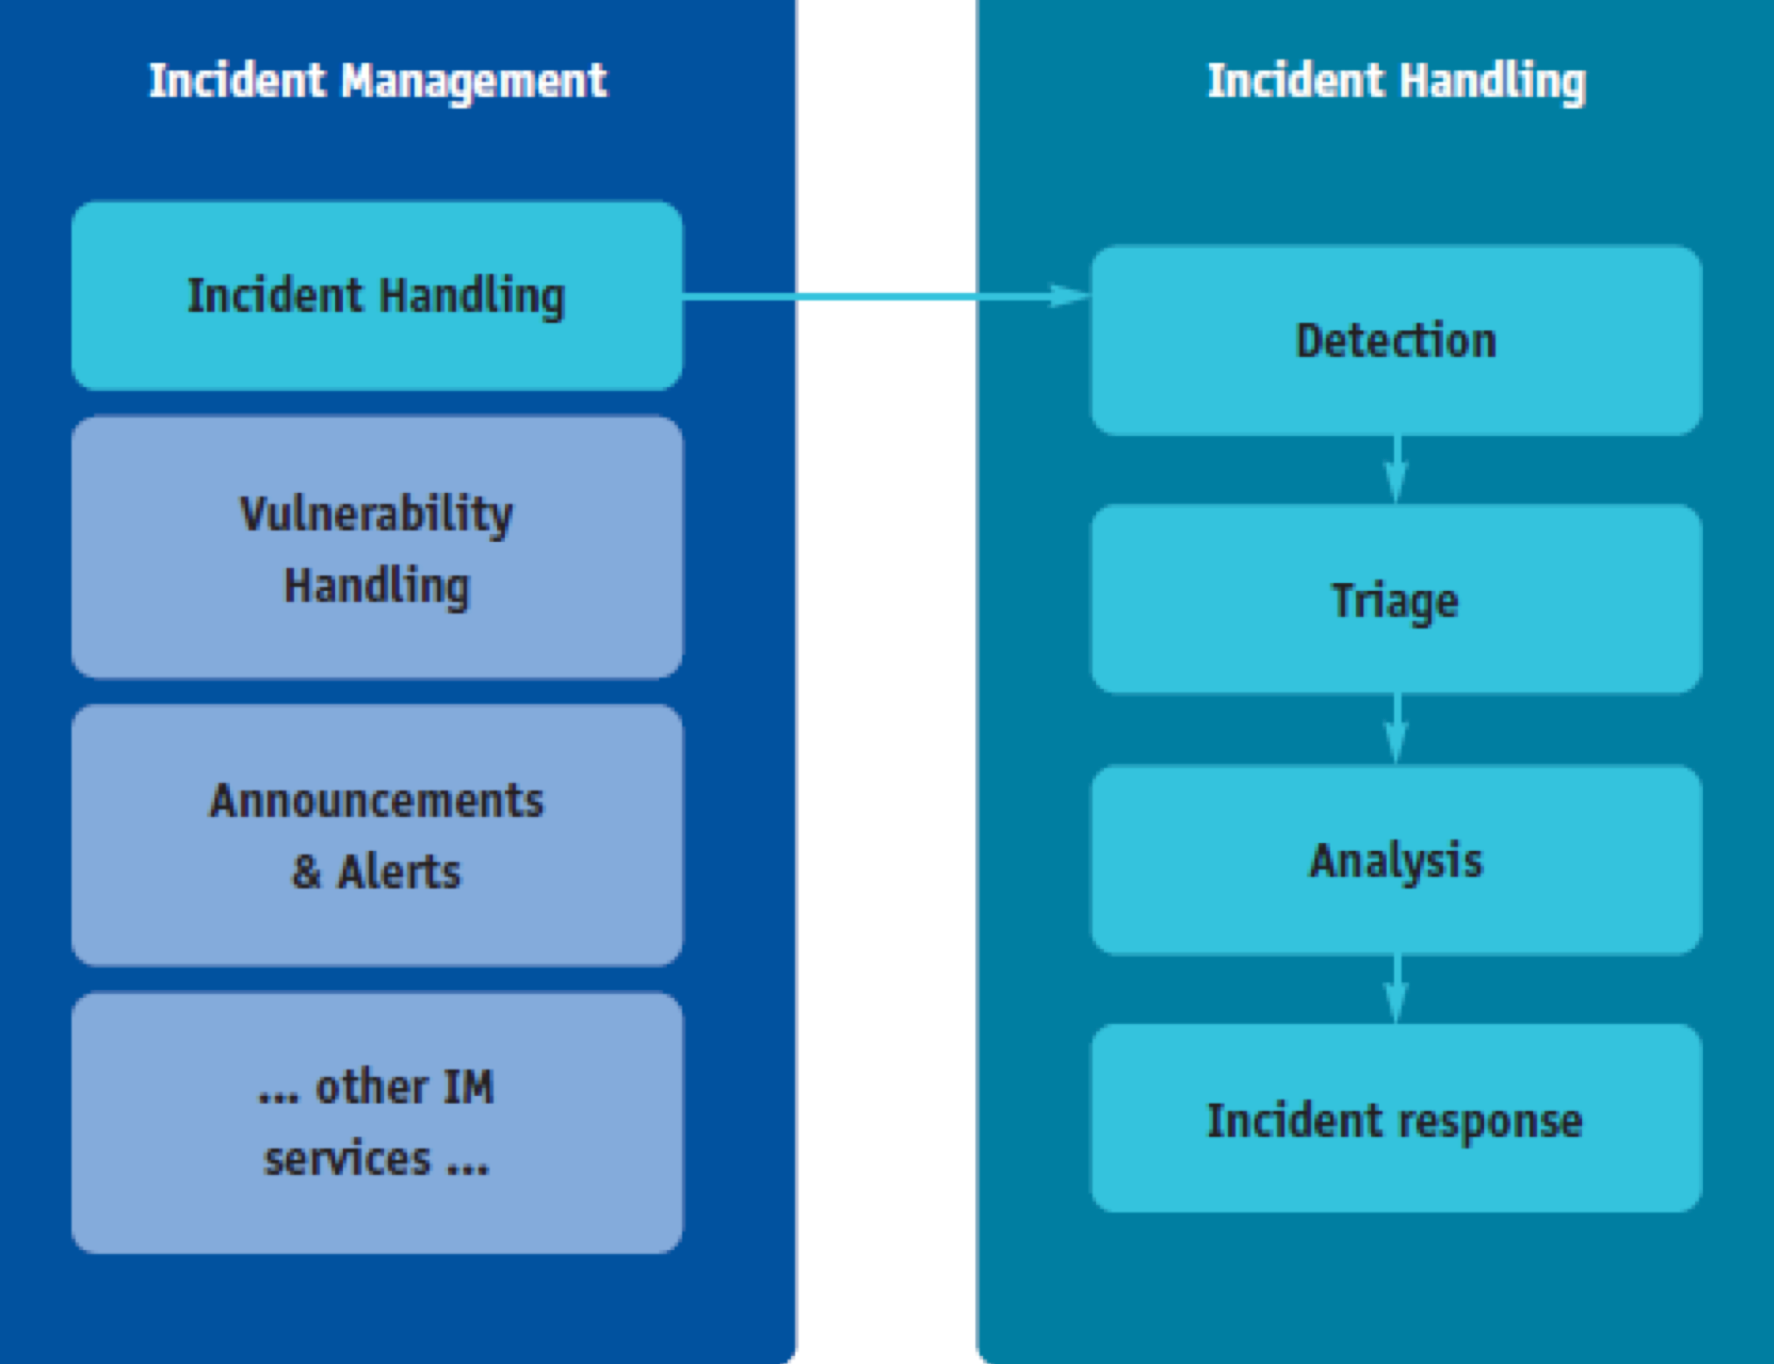 Incident Management
Incident Handling
Vulnerability
Handling
Announcements
& Alerts
... other IM
services ...
Incident Handling
Detection
Triage
Analysis
Incident response